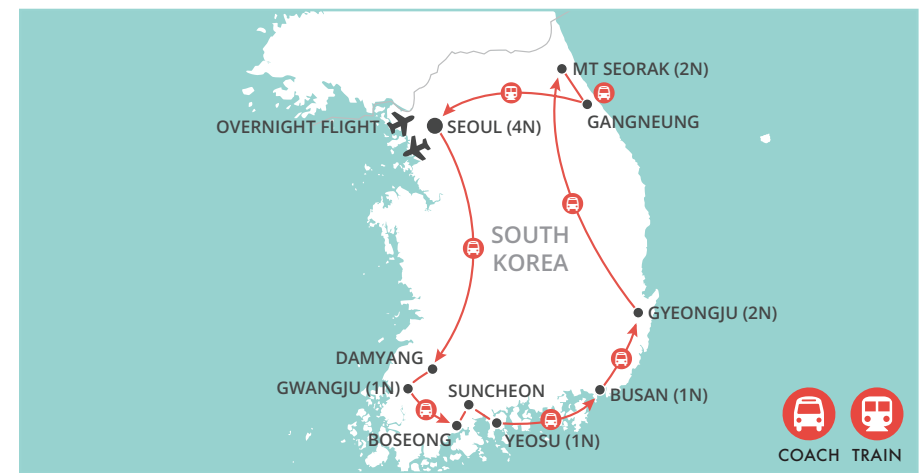 MT SEORAK (2N)
GANGNEUNG
OVERNIGHT FLIGHT
SEOUL (4N)
SOUTH
KOREA
GYEONGJU (2N)
DAMYANG
GWANGJU (1N)
SUNCHEON
BUSAN (1N)
BOSEONG
YEOSU (1N)
COACH
TRAIN